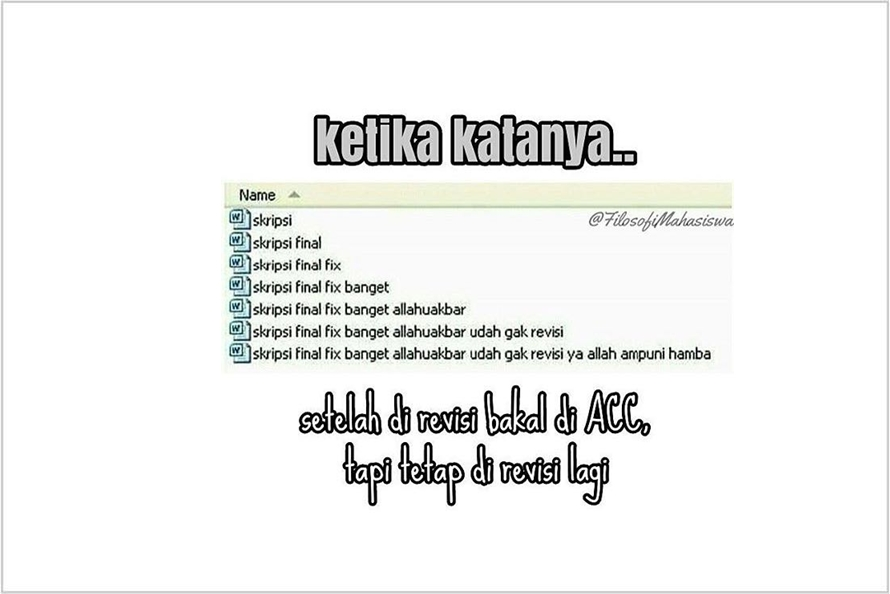 ketika katanya..
Name
@FilosofiMahasiswa
skripsi
skripsi final
skripsi final fix
skripsi final fix banget
skripsi final fix banget allahuakbar
skripsi final fix banget allahuakbar udah gak revisi
skripsi final fix banget allahuakbar udah gak revisi ya allah ampuni hamba
setelah di revisi bakal di ACC,
tapi tetap di revisi lagi